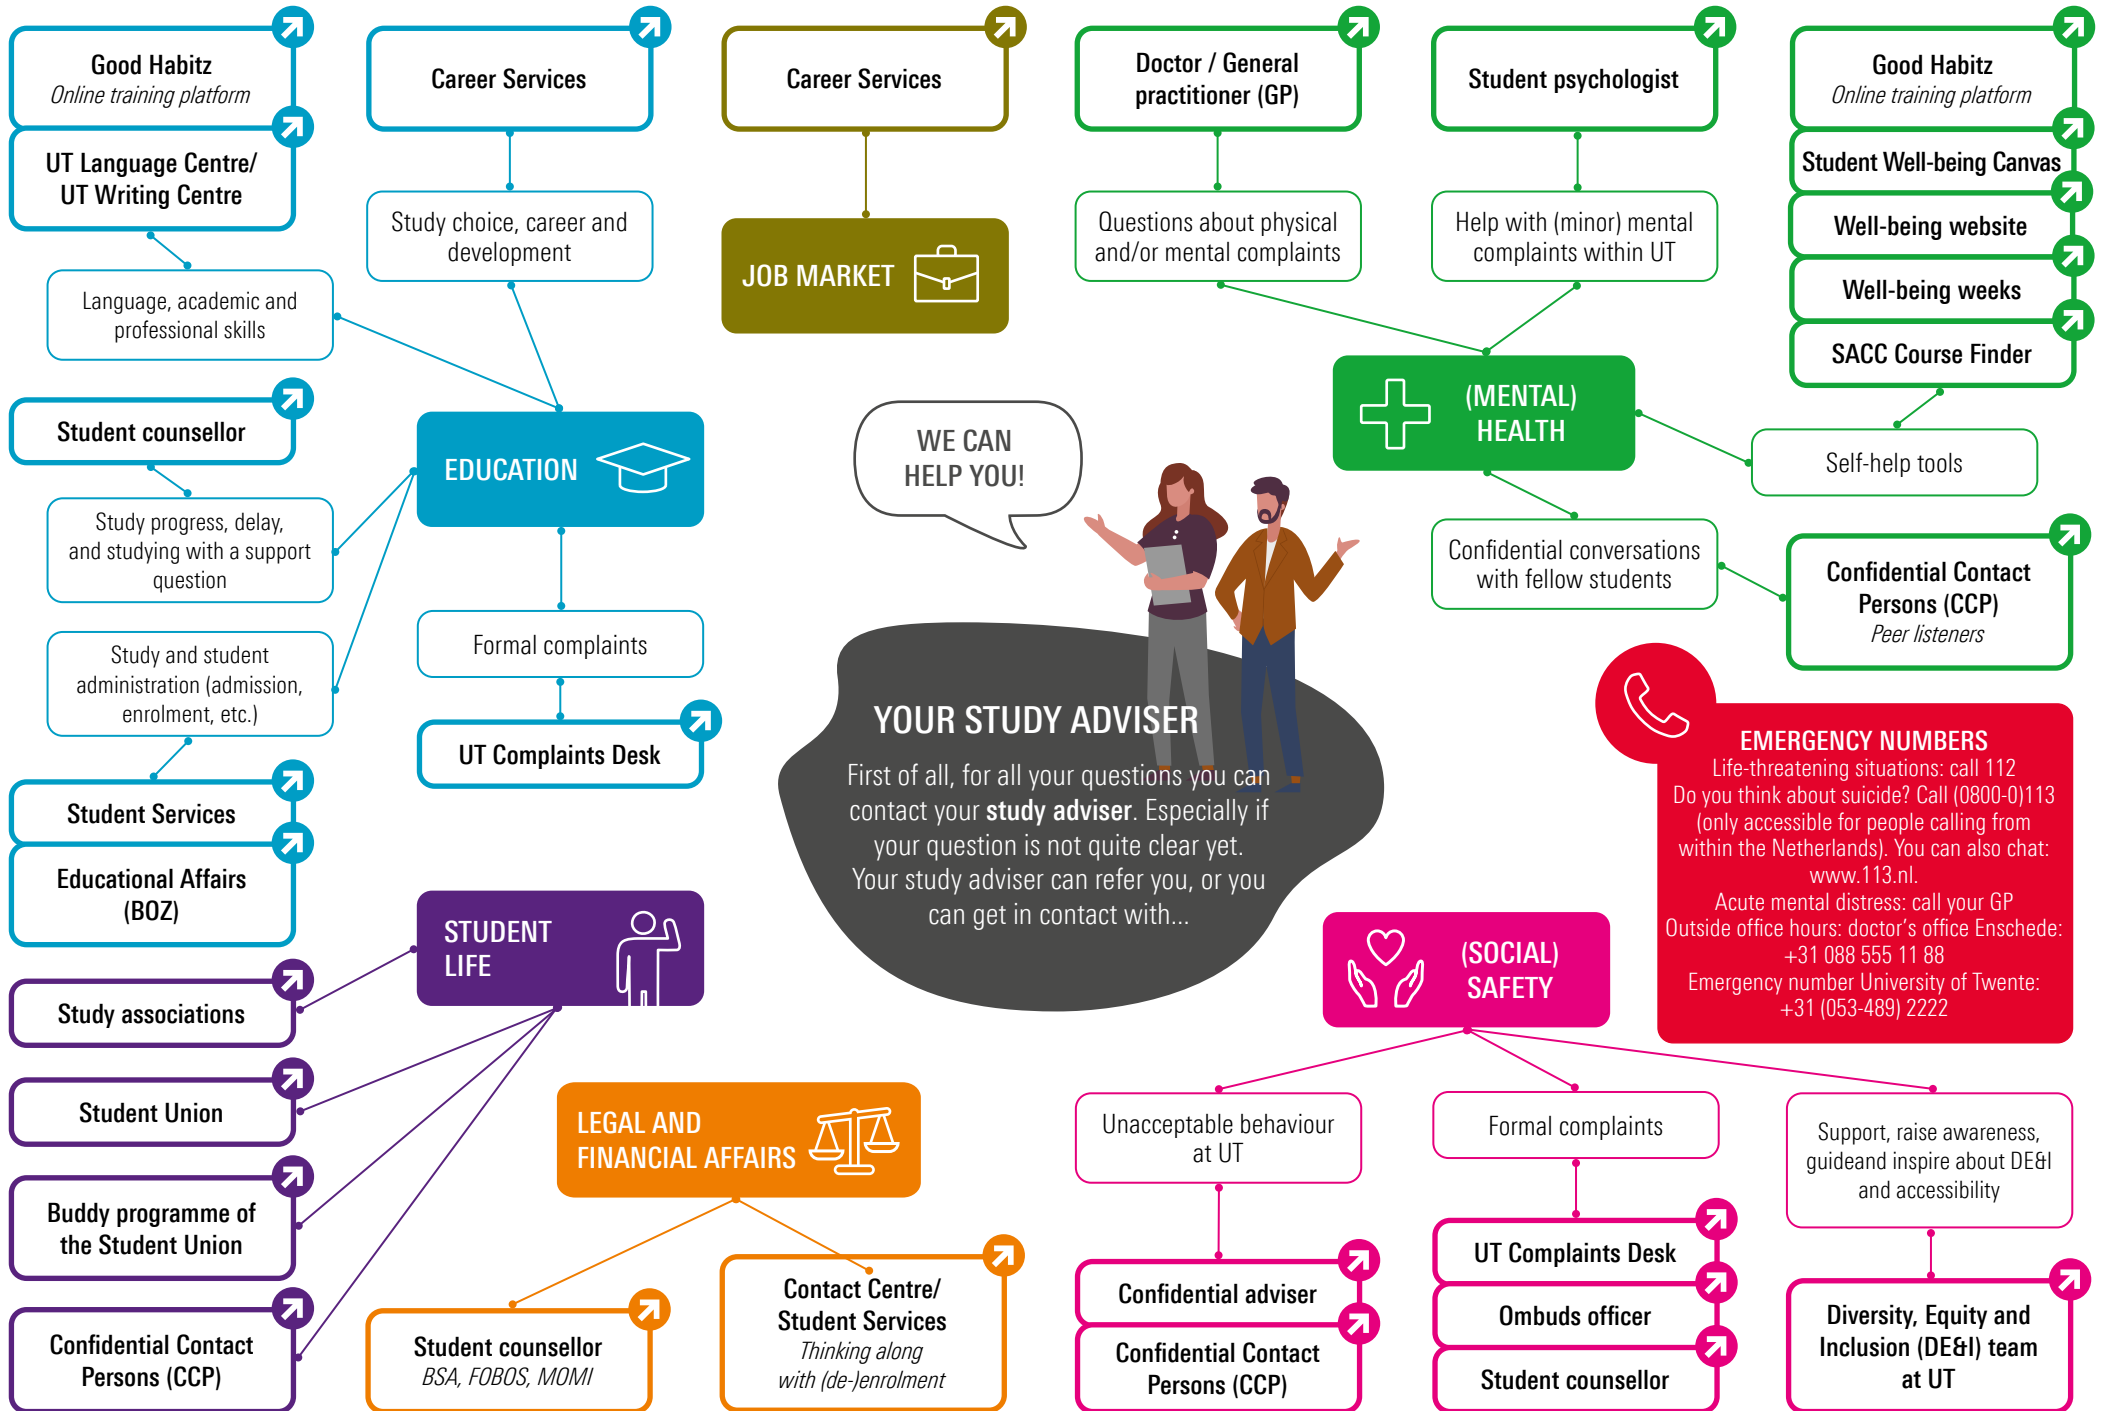 Good Habitz
Online training platform
UT Language Centre/
UT Writing Centre
Language, academic and
professional skills
Career Services
Study choice, career and
development
Student counsellor
Study progress, delay,
and studying with a support
question
Study and student
administration (admission,
enrolment, etc.)
Student Services
Educational Affairs
(BOZ)
EDUCATION
Formal complaints
UT Complaints Desk
Career Services
JOB MARKET
Doctor / General
practitioner (GP)
Questions about physical
and/or mental complaints
Student psychologist
Help with (minor) mental
complaints within UT
Good Habitz
Online training platform
Student Well-being Canvas
Well-being website
Well-being weeks
SACC Course Finder
Self-help tools
(MENTAL)
HEALTH
Confidential conversations
with fellow students
Confidential Contact
Persons (CCP)
Peer listeners
WE CAN
HELP YOU!
YOUR STUDY ADVISER
First of all, for all your questions you can
contact your study adviser. Especially if
your question is not quite clear yet.
Your study adviser can refer you, or you
can get in contact with...
EMERGENCY NUMBERS
Life-threatening situations: call 112
Do you think about suicide? Call (0800-0)113
(only accessible for people calling from
within the Netherlands). You can also chat:
www.113.nl.
Acute mental distress: call your GP
Outside office hours: doctor's office Enschede:
+31 088 555 11 88
Emergency number University of Twente:
+31 (053-489) 2222
STUDENT
LIFE
Study associations
Student Union
Buddy programme of
the Student Union
Confidential Contact
Persons (CCP)
LEGAL AND
FINANCIAL AFFAIRS
Student counsellor
BSA, FOBOS, MOMI
Contact Centre/
Student Services
Thinking along
with (de-)enrolment
(SOCIAL)
SAFETY
Unacceptable behaviour
at UT
Confidential adviser
Confidential Contact
Persons (CCP)
Formal complaints
UT Complaints Desk
Ombuds officer
Student counsellor
Support, raise awareness,
guideand inspire about DE&I
and accessibility
Diversity, Equity and
Inclusion (DE&I) team
at UT